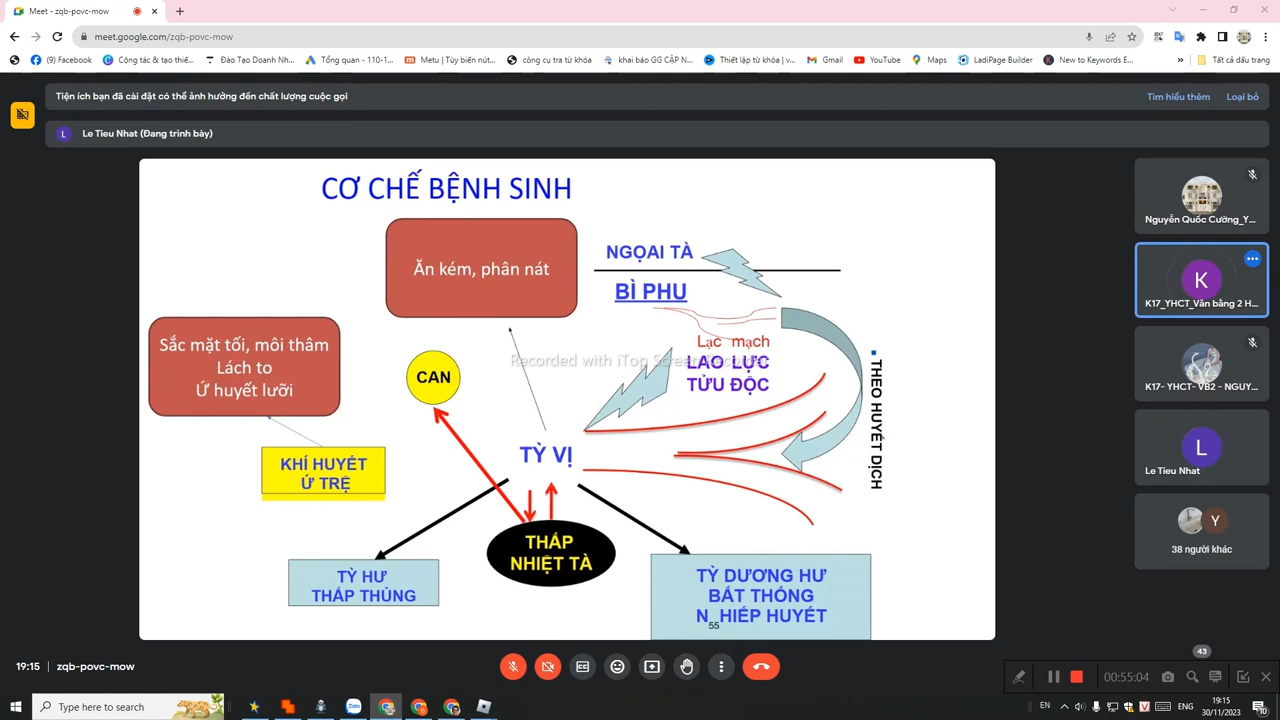 Meet - zqb-povc-mow
meet.google.com/zqb-povc-mow
(9) Facebook
Công tác & tạo thiế...
Đào Tạo Doanh Nh...
Tổng quan - 110-1...
Metu | Tùy biến nút...
công cụ tra từ khóa
khai báo GG CẬP N...
Thiết lập từ khóa | v...
Gmail
YouTube
Maps
LadiPage Builder
New to Keywords E...
Tất cả dấu trang
Tiện ích bạn đã cài đặt có thể ảnh hưởng đến chất lượng cuộc gọi
Tìm hiểu thêm
Loại bỏ
L
Le Tieu Nhat (Đang trình bày)
CƠ CHẾ BỆNH SINH
Ăn kém, phân nát
NGOẠI TÀ
BÌ PHU
Sắc mặt tối, môi thâm
Lách to
Ứ huyết lưỡi
CAN
Lạc mạch
LAO LỰC
TỬU ĐỘC
Recorded with iTop Screen Recorder
THEO HUYẾT DỊCH
TỲ VỊ
KHÍ HUYẾT
Ứ TRỆ
THẤP
NHIỆT TÀ
TỲ HƯ
THẤP THỦNG
TỲ DƯƠNG HƯ
BẤT THỐNG
NHIẾP HUYẾT
55
Nguyễn Quốc Cường_Y...
K
K17_YHCT_Văn bằng 2 H...
K17- YHCT- VB2 - NGUY...
L
Le Tieu Nhat
Y
38 người khác
43
19:15
zqb-povc-mow
00:55:04
Type here to search
Zalo
EN
V
ENG
19:15
30/11/2023
10